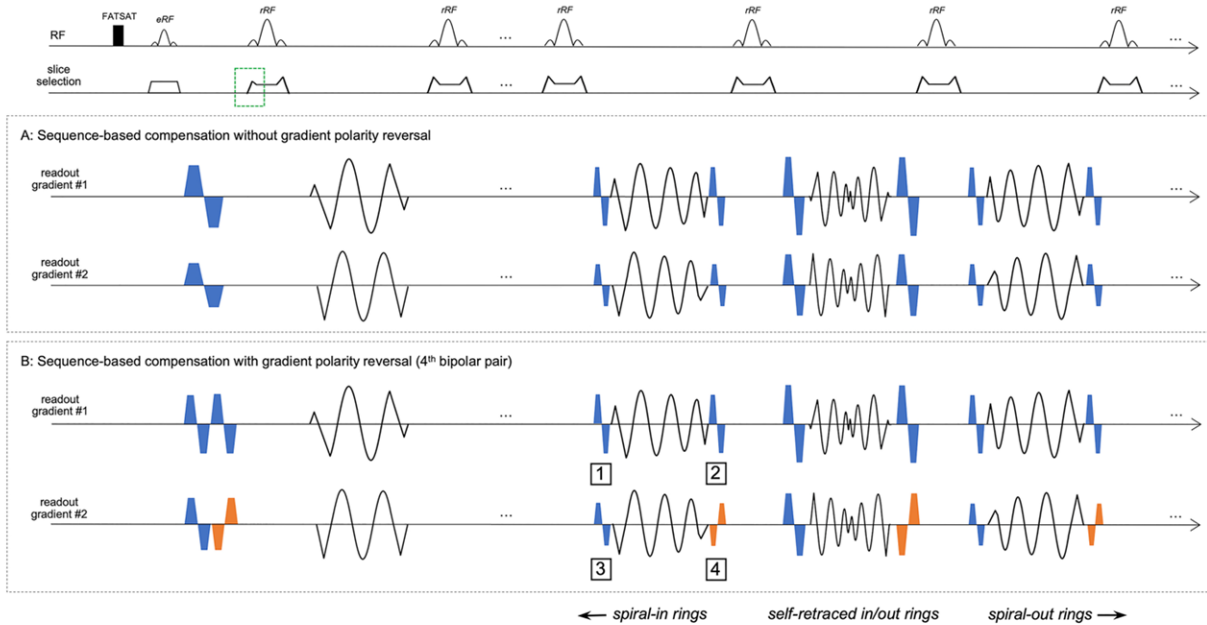 FATSAT eRF rRF rRF rRF rRF rRF rRF
RF ... ...
slice
selection ... ...
A: Sequence-based compensation without gradient polarity reversal
readout
gradient #1 ... ...
readout
gradient #2 ... ...
B: Sequence-based compensation with gradient polarity reversal (4th bipolar pair)
readout
gradient #1 ... ...
1 2
readout
gradient #2 ... ...
3 4
spiral-in rings self-retraced in/out rings spiral-out rings